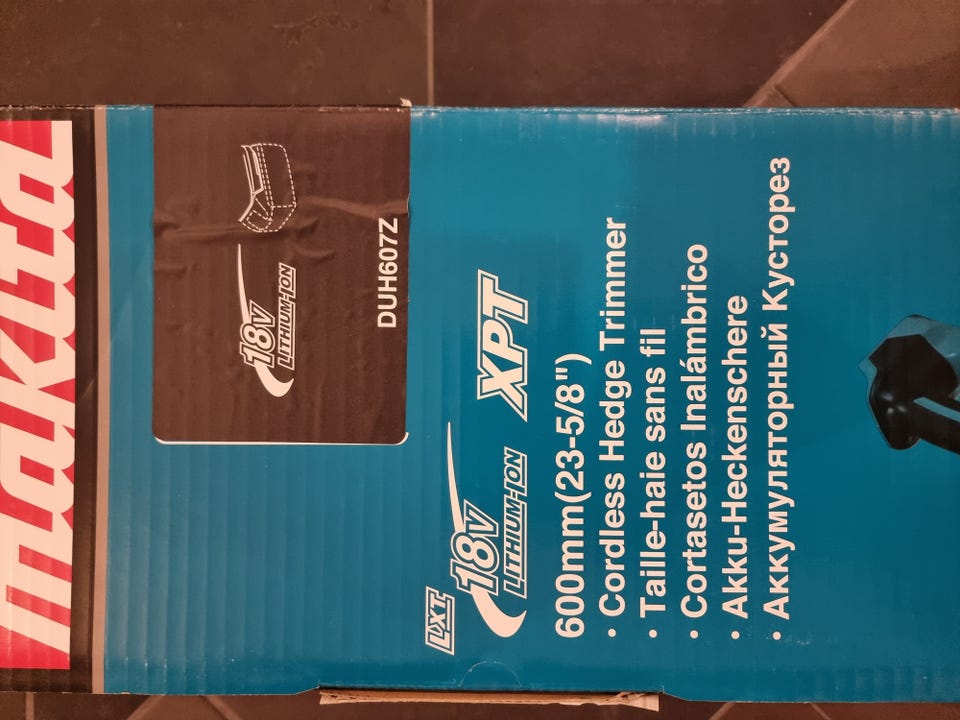 makita
18V
LITHIUM-ION
DUH607Z
LXT
18V
LITHIUM-ION
XPT
600mm(23-5/8")
• Cordless Hedge Trimmer
• Taille-haie sans fil
• Cortasetos Inalámbrico
• Akku-Heckenschere
• Аккумуляторный Кусторез